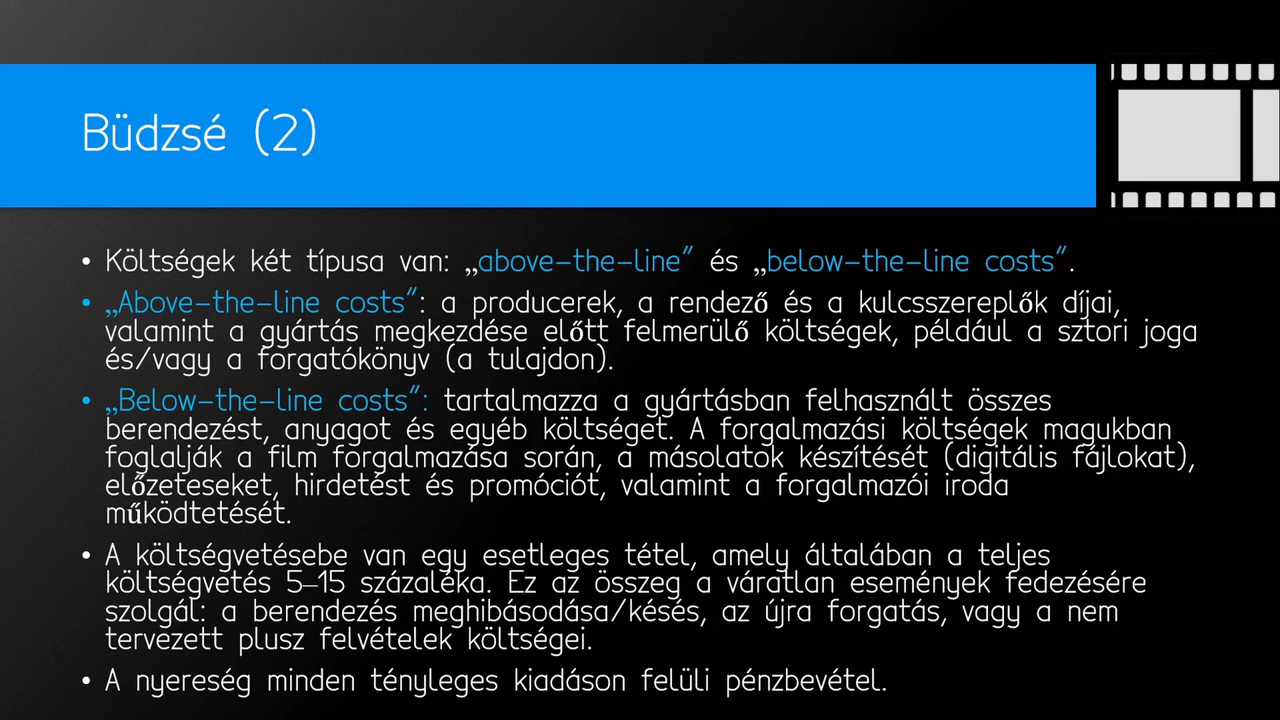 Büdzsé (2)
• Költségek két típusa van: „above-the-line” és „below-the-line costs”.
• „Above-the-line costs”: a producerek, a rendező és a kulcsszereplők díjai,
valamint a gyártás megkezdése előtt felmerülő költségek, például a sztori joga
és/vagy a forgatókönyv (a tulajdon).
• „Below-the-line costs”: tartalmazza a gyártásban felhasznált összes
berendezést, anyagot és egyéb költséget. A forgalmazási költségek magukban
foglalják a film forgalmazása során, a másolatok készítését (digitális fájlokat),
előzeteseket, hirdetést és promóciót, valamint a forgalmazói iroda
működtetését.
• A költségvetésebe van egy esetleges tétel, amely általában a teljes
költségvetés 5–15 százaléka. Ez az összeg a váratlan események fedezésére
szolgál: a berendezés meghibásodása/késés, az újra forgatás, vagy a nem
tervezett plusz felvételek költségei.
• A nyereség minden tényleges kiadáson felüli pénzbevétel.